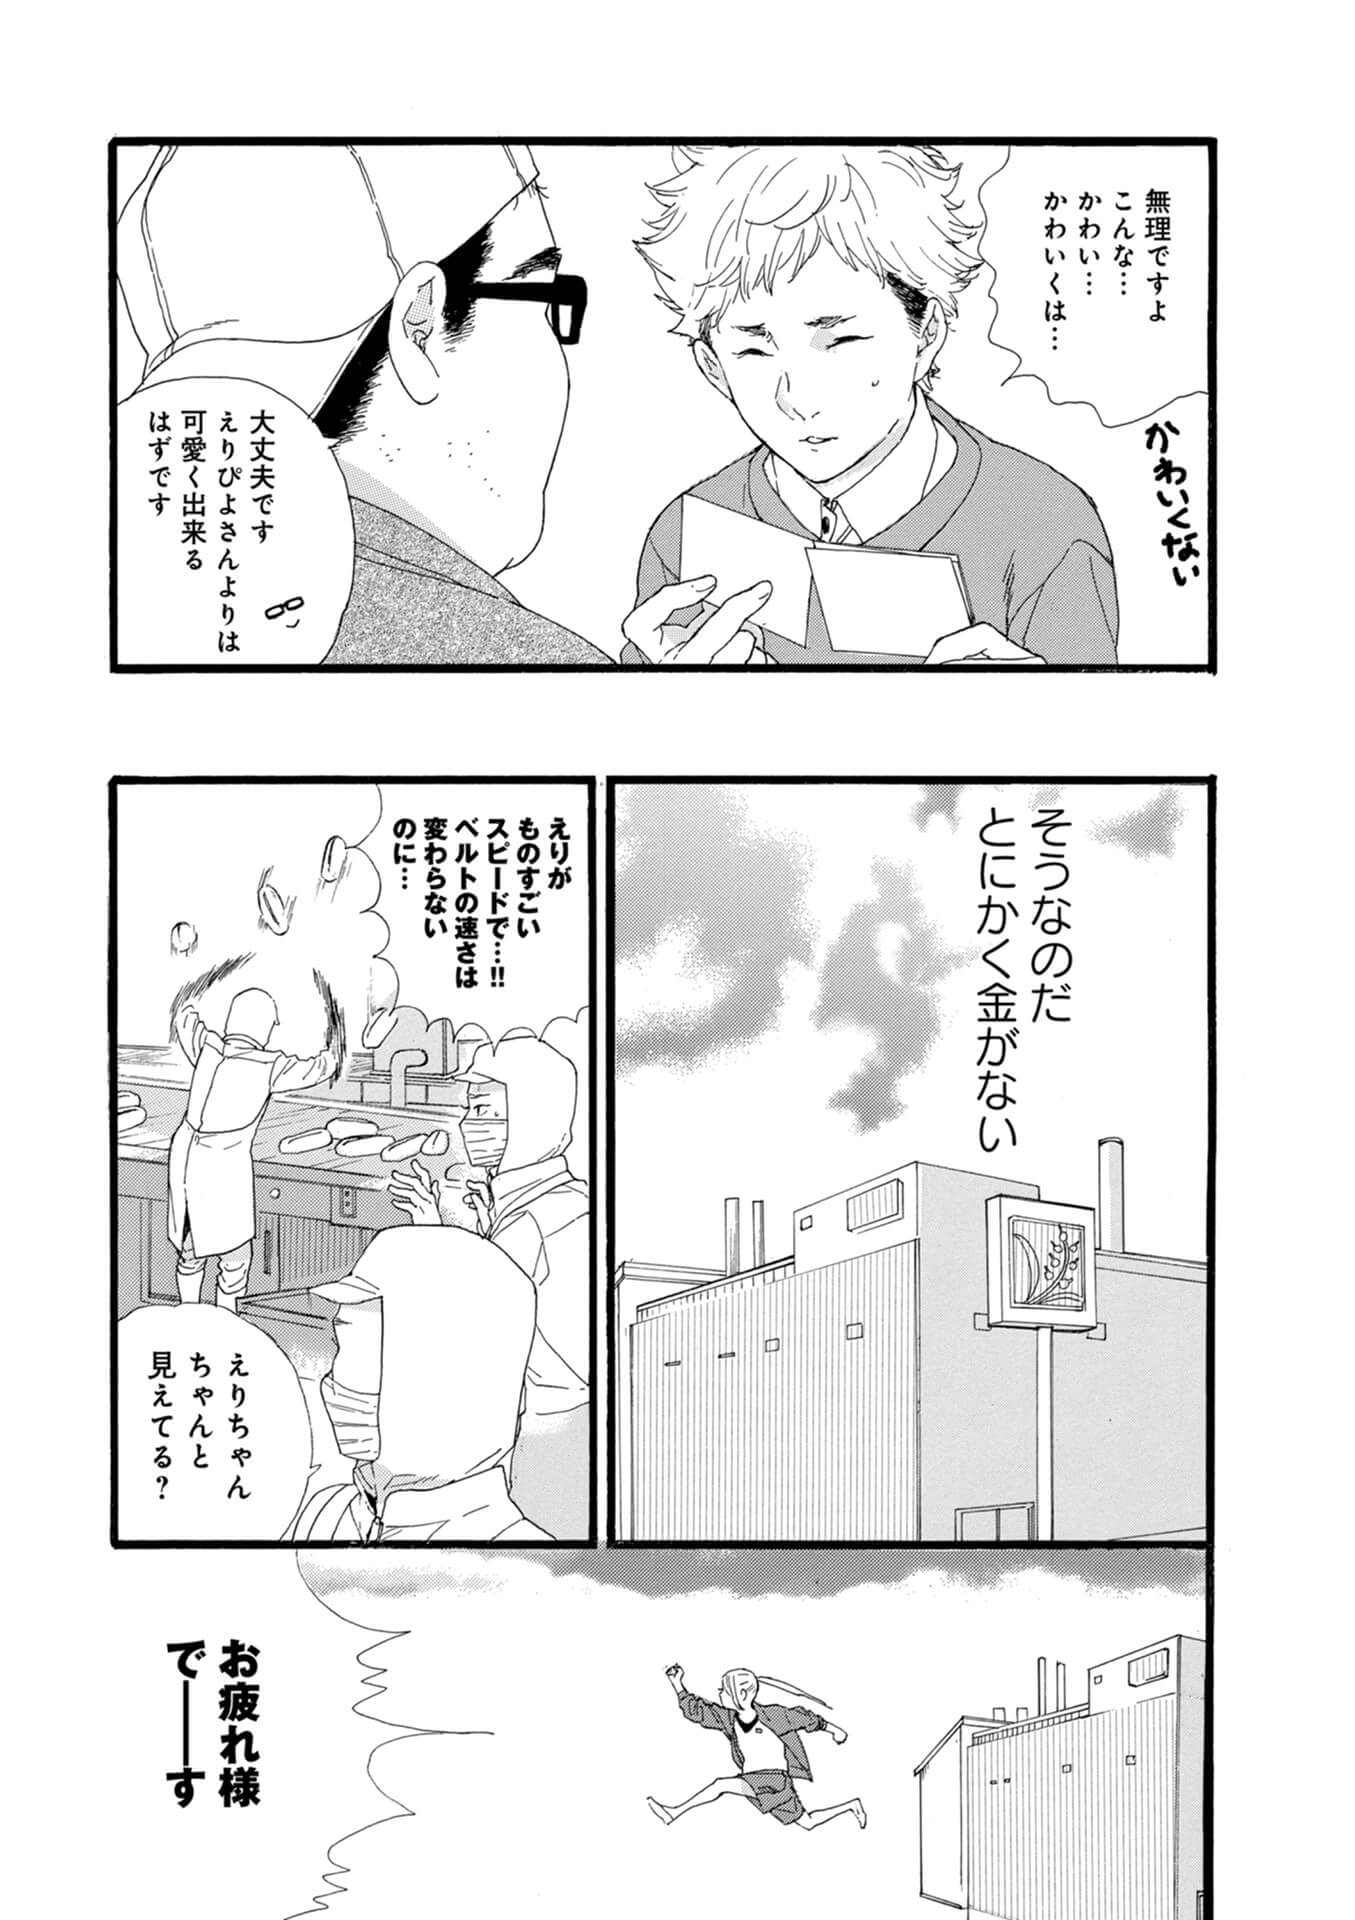 無理ですよ
こんな…
かわい…
かわいくは…
かわいくない
大丈夫です
えりぴよさんよりは
可愛く出来る
はずです
そうなのだ
とにかく金がない
えりが
ものすごい
スピードで…!!
ベルトの速さは
変わらない
のに…
えりちゃん
ちゃんと
見えてる?
お疲れ様
で――す